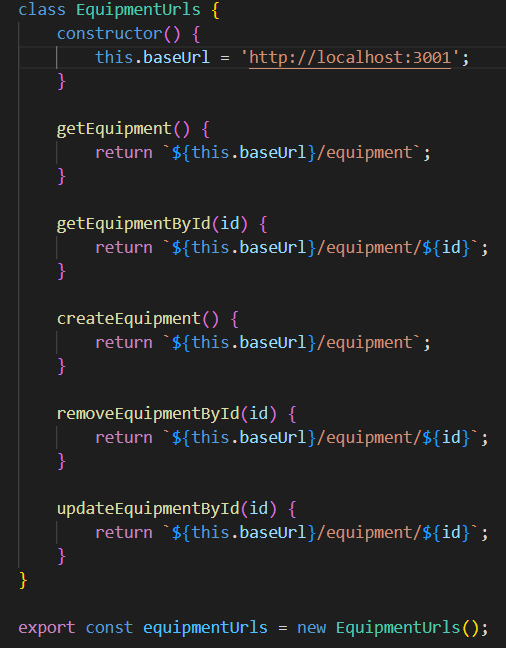 class EquipmentUrls {
    constructor() {
        this.baseUrl = 'http://localhost:3001';
    }

    getEquipment() {
        return `${this.baseUrl}/equipment`;
    }

    getEquipmentById(id) {
        return `${this.baseUrl}/equipment/${id}`;
    }

    createEquipment() {
        return `${this.baseUrl}/equipment`;
    }

    removeEquipmentById(id) {
        return `${this.baseUrl}/equipment/${id}`;
    }

    updateEquipmentById(id) {
        return `${this.baseUrl}/equipment/${id}`;
    }
}

export const equipmentUrls = new EquipmentUrls();